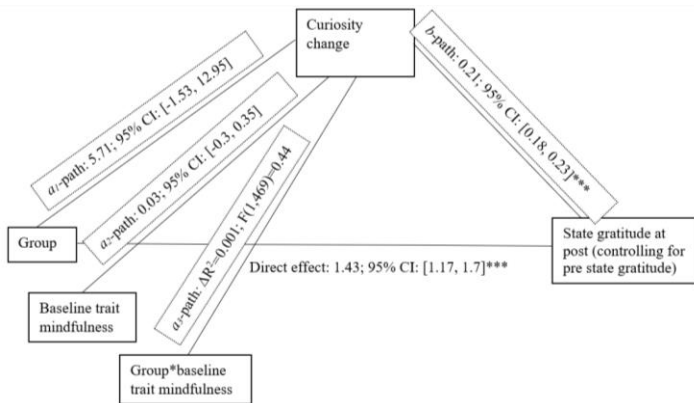 Curiosity
change
b-path: 0.21; 95% CI:
[0.18, 0.23]***
a₁-path: 5.71; 95% CI: [-1.53, 12.95]
a₂-path: 0.03; 95% CI: [-0.3, 0.35]
a₃-path: ΔR²=0.001; F(1,469)=0.44
Group
Direct effect: 1.43; 95% CI: [1.17, 1.7]***
State gratitude at
post (controlling for
pre state gratitude)
Baseline trait
mindfulness
Group*baseline
trait mindfulness